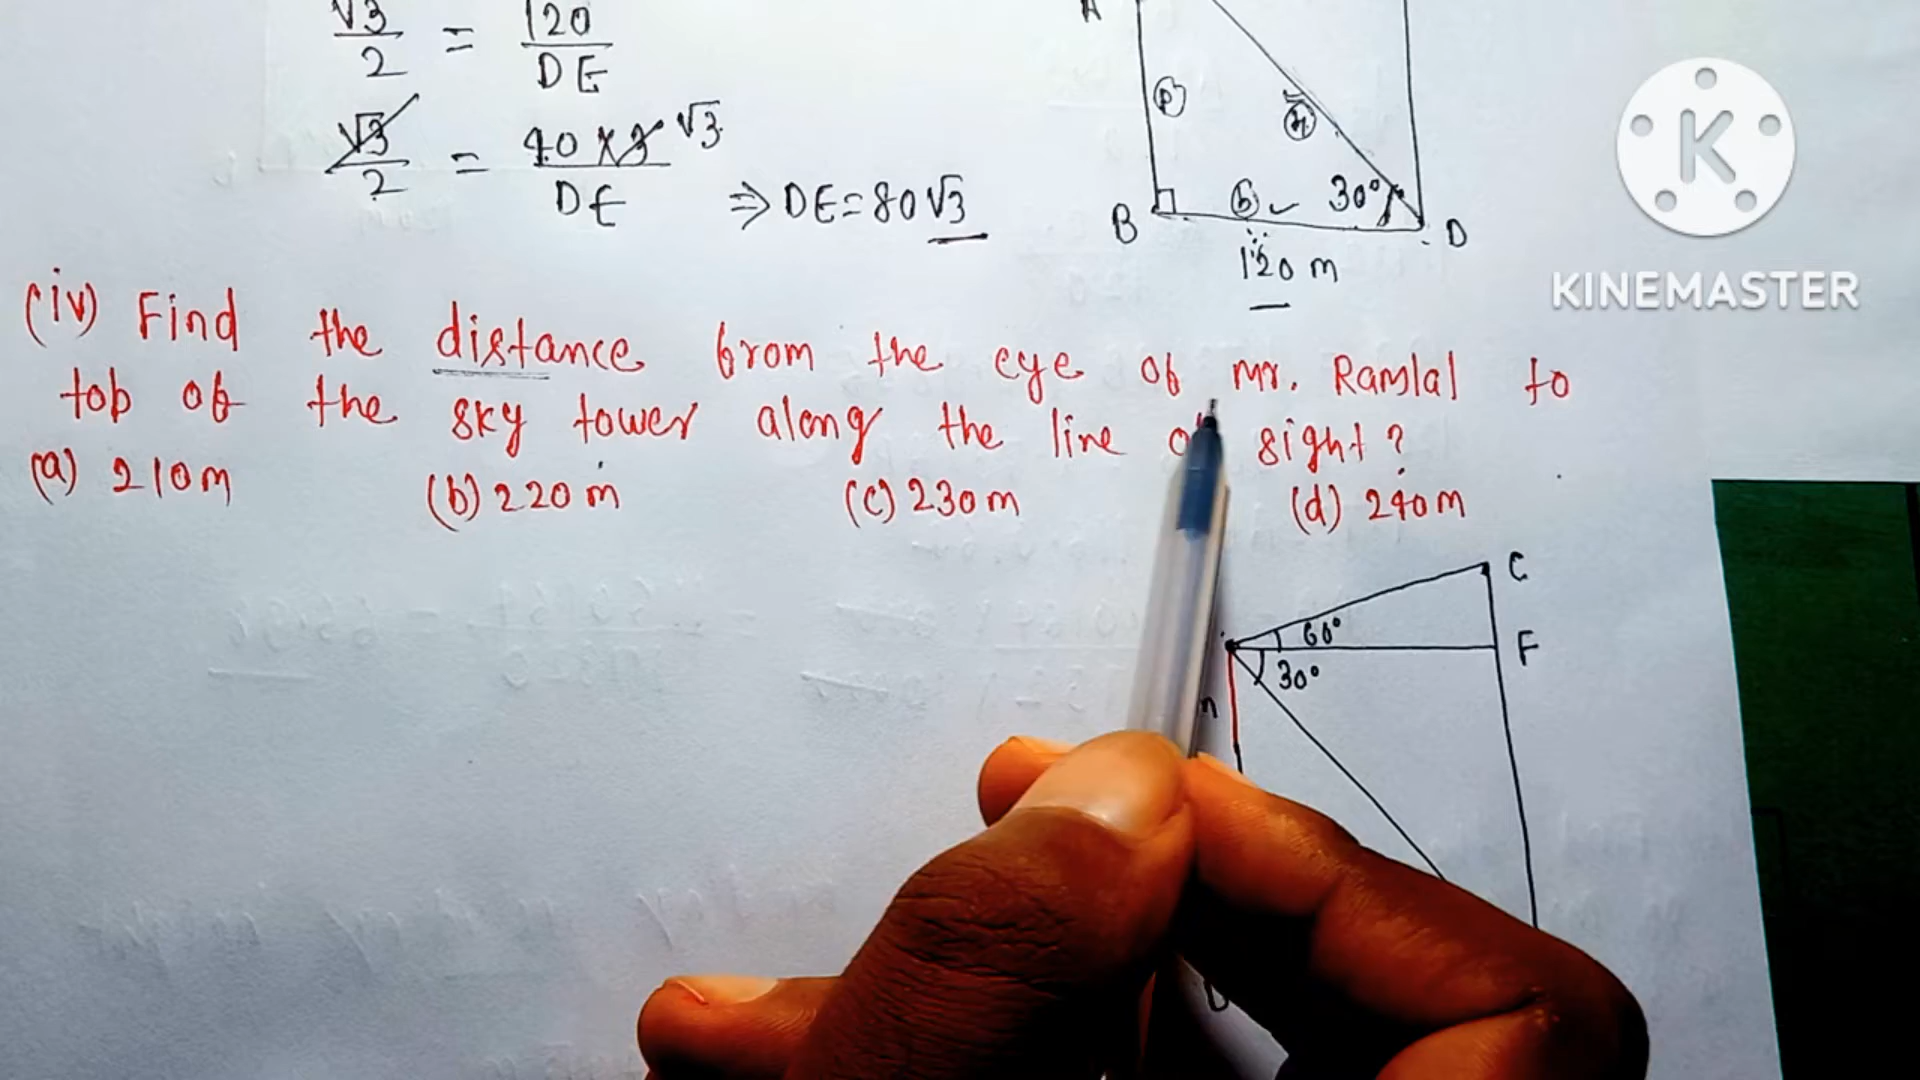 √3/2 = 120/DE
A
√3/2 = 40×3 √3/DE ⇒ DE=80√3
P
h
B b 30° D
120 m
K
KINEMASTER
(iv) Find the distance from the eye of Mr. Ramlal to
top of the sky tower along the line of sight?
(a) 210m (b) 220m (c) 230m (d) 240m
C
60°
F
30°